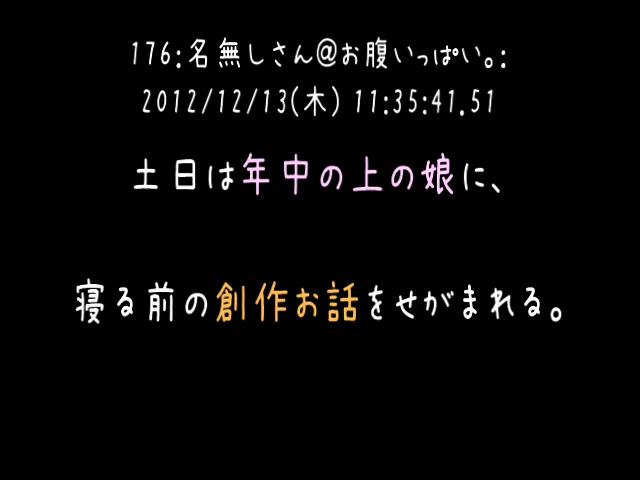 176:名無しさん@お腹いっぱい。:
2012/12/13(木) 11:35:41.51
土日は年中の上の娘に、
寝る前の創作お話をせがまれる。